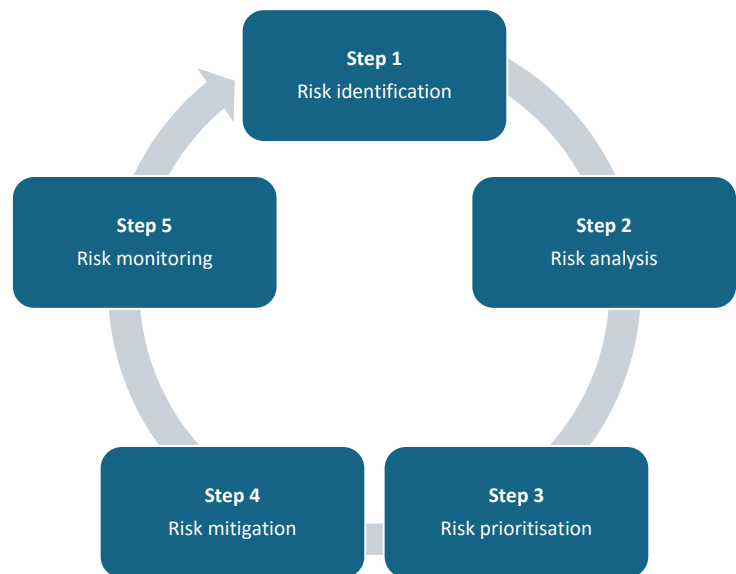 Step 1
Risk identification
Step 2
Risk analysis
Step 3
Risk prioritisation
Step 4
Risk mitigation
Step 5
Risk monitoring